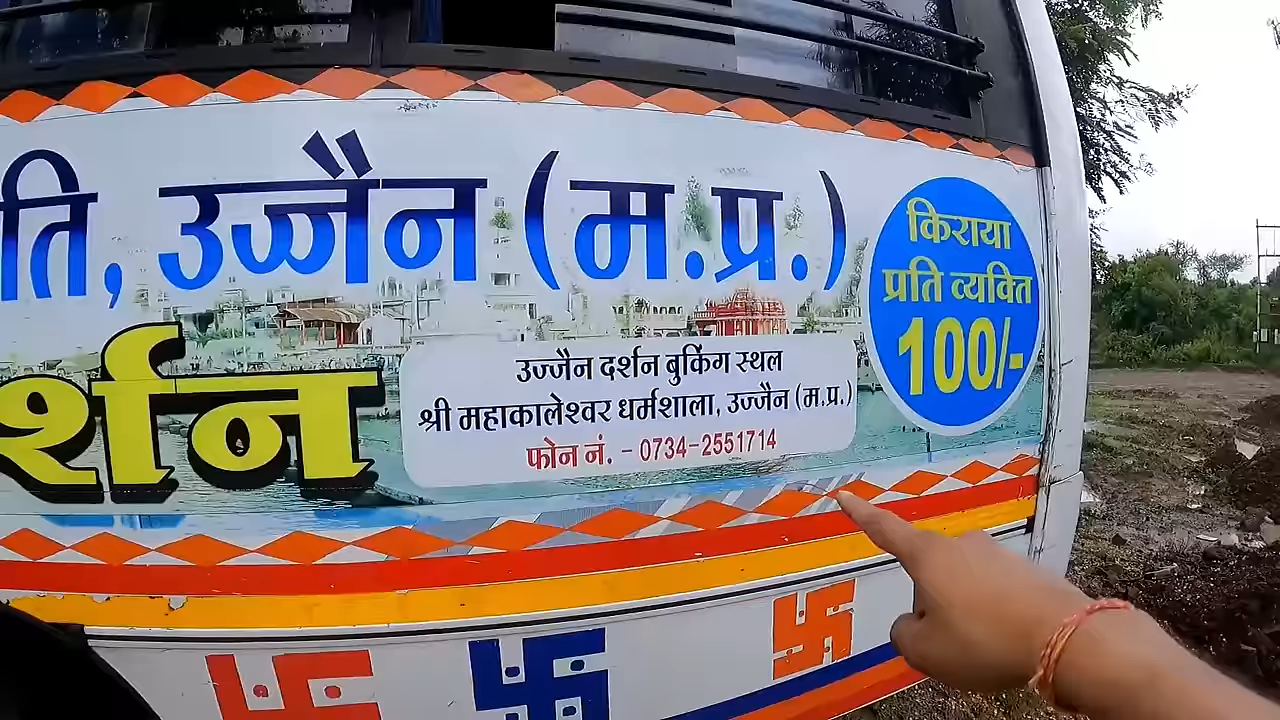 ति, उज्जैन (म.प्र.)
किराया
प्रति व्यक्ति
100/-
र्शन
उज्जैन दर्शन बुकिंग स्थल
श्री महाकालेश्वर धर्मशाला, उज्जैन (म.प्र.)
फोन नं. - 0734-2551714